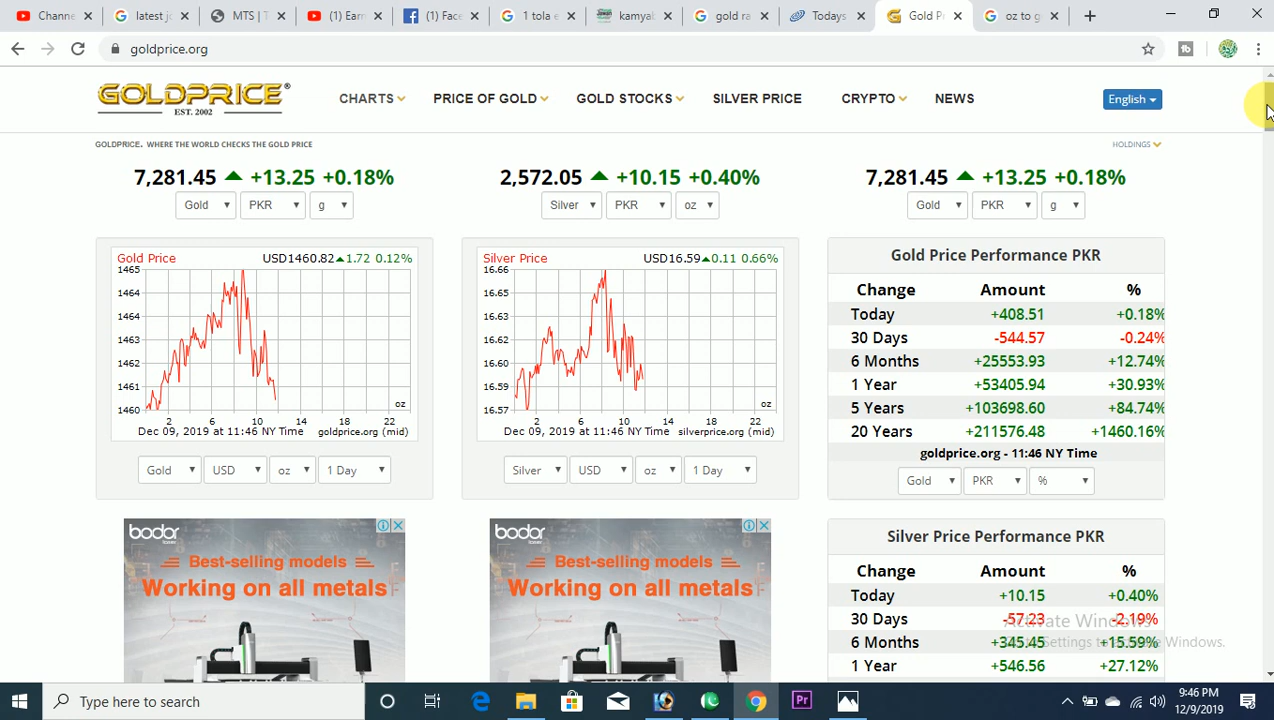 Channe
latest jo
MTS | T
(1) Earn
(1) Face
1 tola
kamyab
gold ra
Todays
Gold P
oz to g
goldprice.org
GOLDPRICE®
EST. 2002
CHARTS
PRICE OF GOLD
GOLD STOCKS
SILVER PRICE
CRYPTO
NEWS
English
GOLDPRICE. WHERE THE WORLD CHECKS THE GOLD PRICE
HOLDINGS
7,281.45 +13.25 +0.18%
Gold PKR g
2,572.05 +10.15 +0.40%
Silver PKR oz
7,281.45 +13.25 +0.18%
Gold PKR g
Gold Price USD1460.82 1.72 0.12%
1465
1464
1463
1462
1461
1460
oz
2 6 10 14 18 22
Dec 09, 2019 at 11:46 NY Time goldprice.org (mid)
Gold USD oz 1 Day
Silver Price USD16.59 0.11 0.66%
16.66
16.65
16.63
16.62
16.60
16.59
16.57
oz
2 6 10 14 18 22
Dec 09, 2019 at 11:46 NY Time silverprice.org (mid)
Silver USD oz 1 Day
Gold Price Performance PKR
Change Amount %
Today +408.51 +0.18%
30 Days -544.57 -0.24%
6 Months +25553.93 +12.74%
1 Year +53405.94 +30.93%
5 Years +103698.60 +84.74%
20 Years +211576.48 +1460.16%
goldprice.org - 11:46 NY Time
Gold PKR %
bodor
Best-selling models
Working on all metals
bodor
Best-selling models
Working on all metals
Silver Price Performance PKR
Change Amount %
Today +10.15 +0.40%
30 Days -57.23 -2.19%
6 Months +345.45 +15.59%
1 Year +546.56 +27.12%
Activate Windows
Settings to activate Windows.
Type here to search
Pr
9:46 PM
12/9/2019